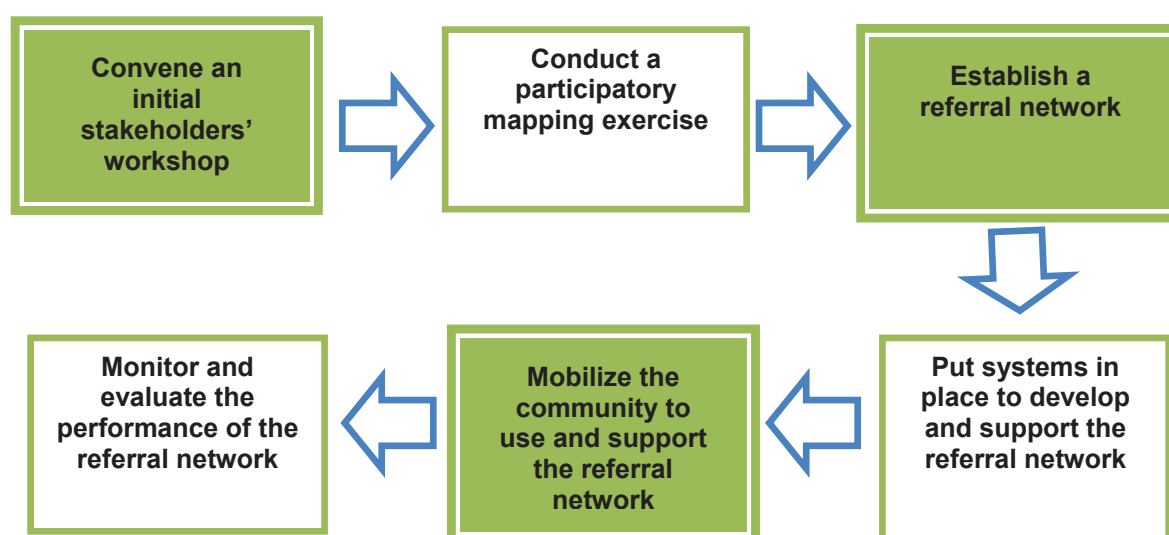 Convene an
initial
stakeholders’
workshop
Conduct a
participatory
mapping exercise
Establish a
referral network
Put systems in
place to develop
and support the
referral network
Mobilize the
community to
use and support
the referral
network
Monitor and
evaluate the
performance of the
referral network